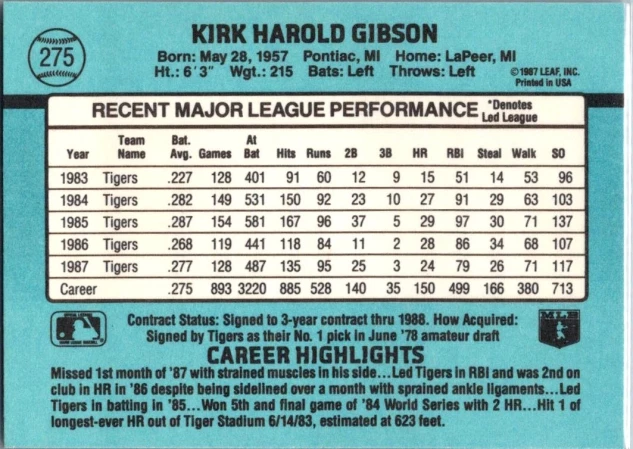 275
KIRK HAROLD GIBSON
Born: May 28, 1957 Pontiac, MI Home: LaPeer, MI
Ht.: 6'3" Wgt.: 215 Bats: Left Throws: Left
©1987 LEAF, INC.
Printed in USA
RECENT MAJOR LEAGUE PERFORMANCE *Denotes Led League
Year Team Name Bat. Avg. Games At Bat Hits Runs 2B 3B HR RBI Steal Walk SO
1983 Tigers .227 128 401 91 60 12 9 15 51 14 53 96
1984 Tigers .282 149 531 150 92 23 10 27 91 29 63 103
1985 Tigers .287 154 581 167 96 37 5 29 97 30 71 137
1986 Tigers .268 119 441 118 84 11 2 28 86 34 68 107
1987 Tigers .277 128 487 135 95 25 3 24 79 26 71 117
Career .275 893 3220 885 528 140 35 150 499 166 380 713
Contract Status: Signed to 3-year contract thru 1988. How Acquired:
Signed by Tigers as their No. 1 pick in June '78 amateur draft
MLB
CAREER HIGHLIGHTS
Missed 1st month of '87 with strained muscles in his side...Led Tigers in RBI and was 2nd on
club in HR in '86 despite being sidelined over a month with sprained ankle ligaments...Led
Tigers in batting in '85...Won 5th and final game of '84 World Series with 2 HR...Hit 1 of
longest-ever HR out of Tiger Stadium 6/14/83, estimated at 623 feet.